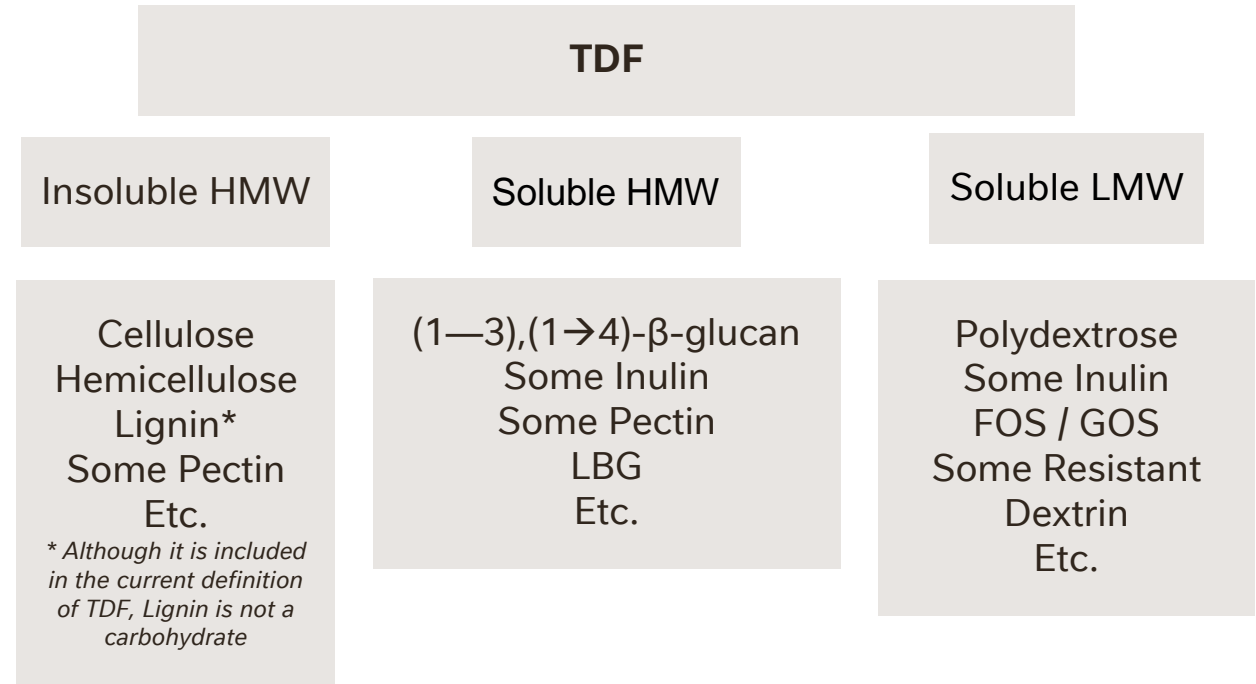 TDF
Insoluble HMW
Soluble HMW
Soluble LMW
Cellulose
Hemicellulose
Lignin*
Some Pectin
Etc.
* Although it is included
in the current definition
of TDF, Lignin is not a
carbohydrate
(1—3),(1→4)-β-glucan
Some Inulin
Some Pectin
LBG
Etc.
Polydextrose
Some Inulin
FOS / GOS
Some Resistant
Dextrin
Etc.